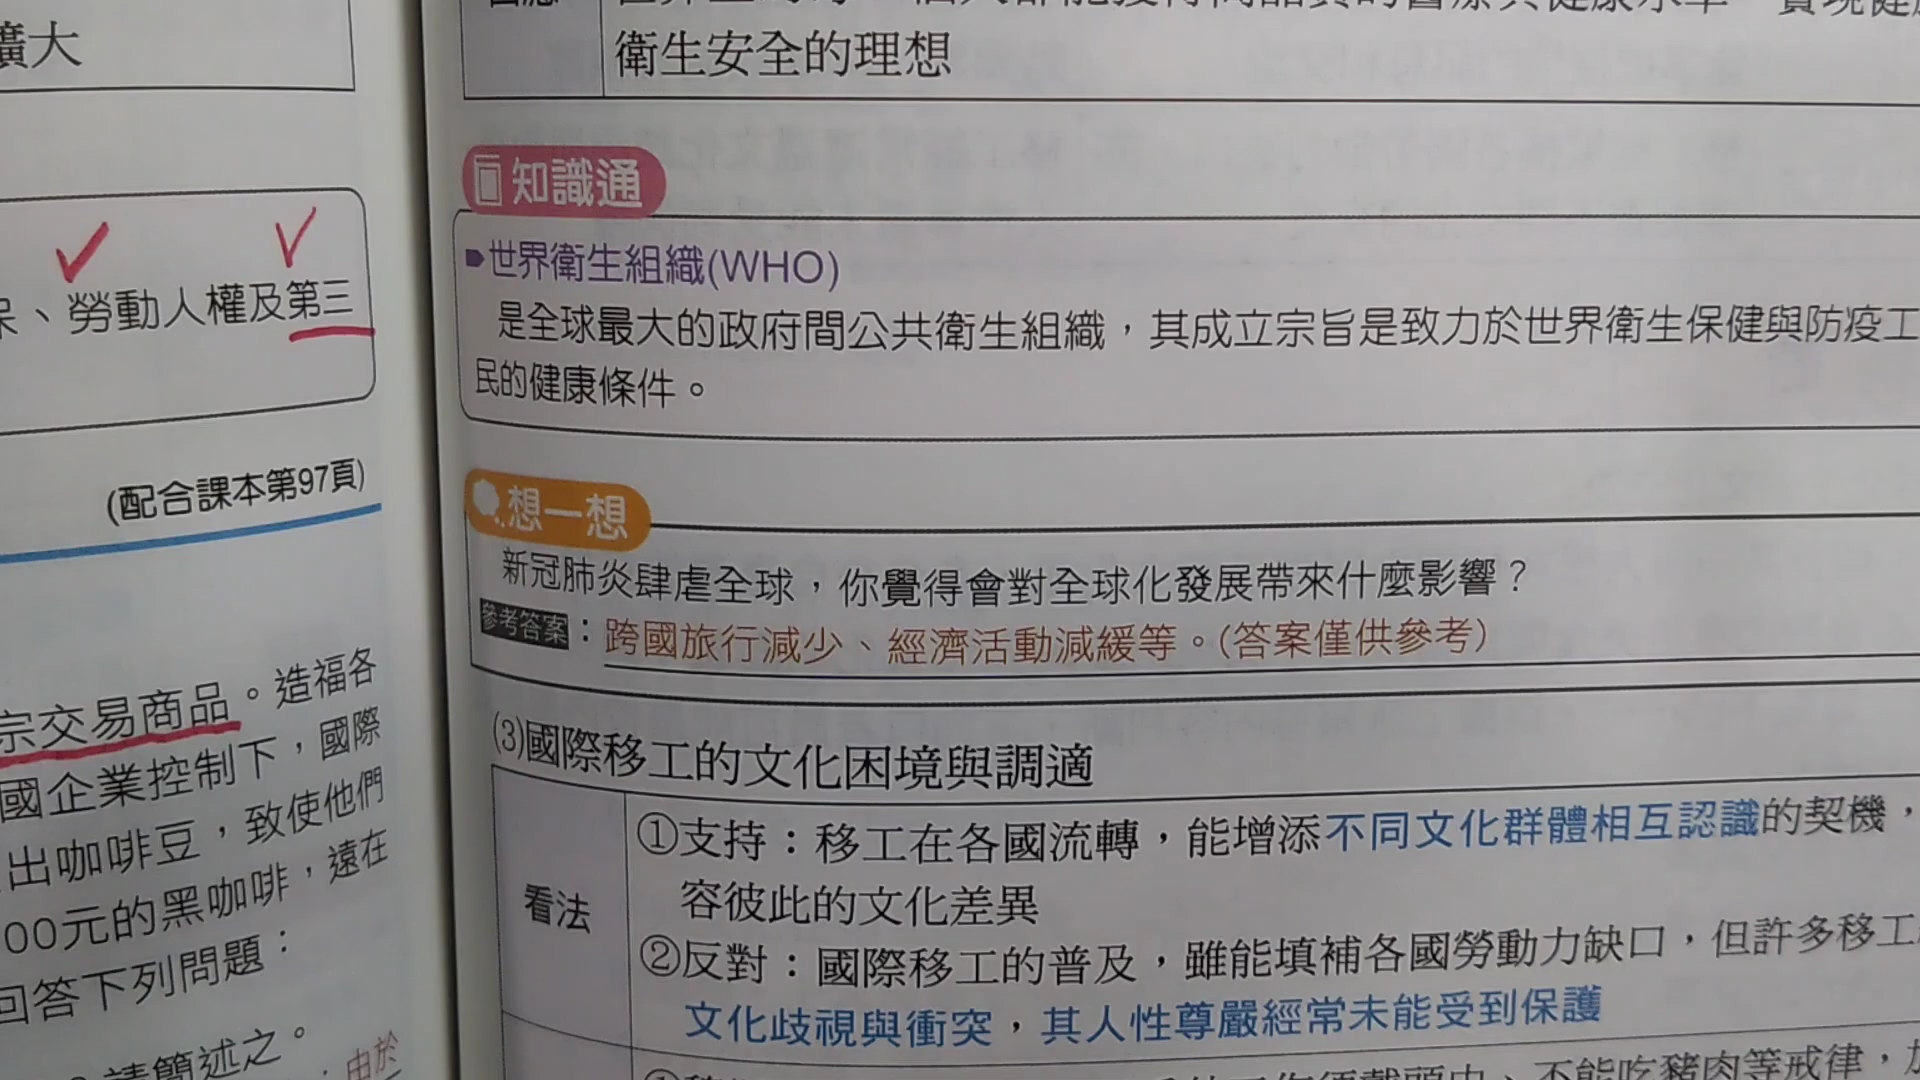 擴大
、勞動人權及第三
(配合課本第97頁)
宗交易商品。造福各
國企業控制下，國際
出咖啡豆，致使他們
00元的黑咖啡，遠在
回答下列問題：
請簡述之。
由於
衛生安全的理想
知識通
世界衛生組織(WHO)
是全球最大的政府間公共衛生組織，其成立宗旨是致力於世界衛生保健與防疫工
民的健康條件。
想一想
新冠肺炎肆虐全球，你覺得會對全球化發展帶來什麼影響？
參考答案：跨國旅行減少、經濟活動減緩等。(答案僅供參考)
(3)國際移工的文化困境與調適
看法
①支持：移工在各國流轉，能增添不同文化群體相互認識的契機，
容彼此的文化差異
②反對：國際移工的普及，雖能填補各國勞動力缺口，但許多移工
文化歧視與衝突，其人性尊嚴經常未能受到保護
、不能吃豬肉等戒律，